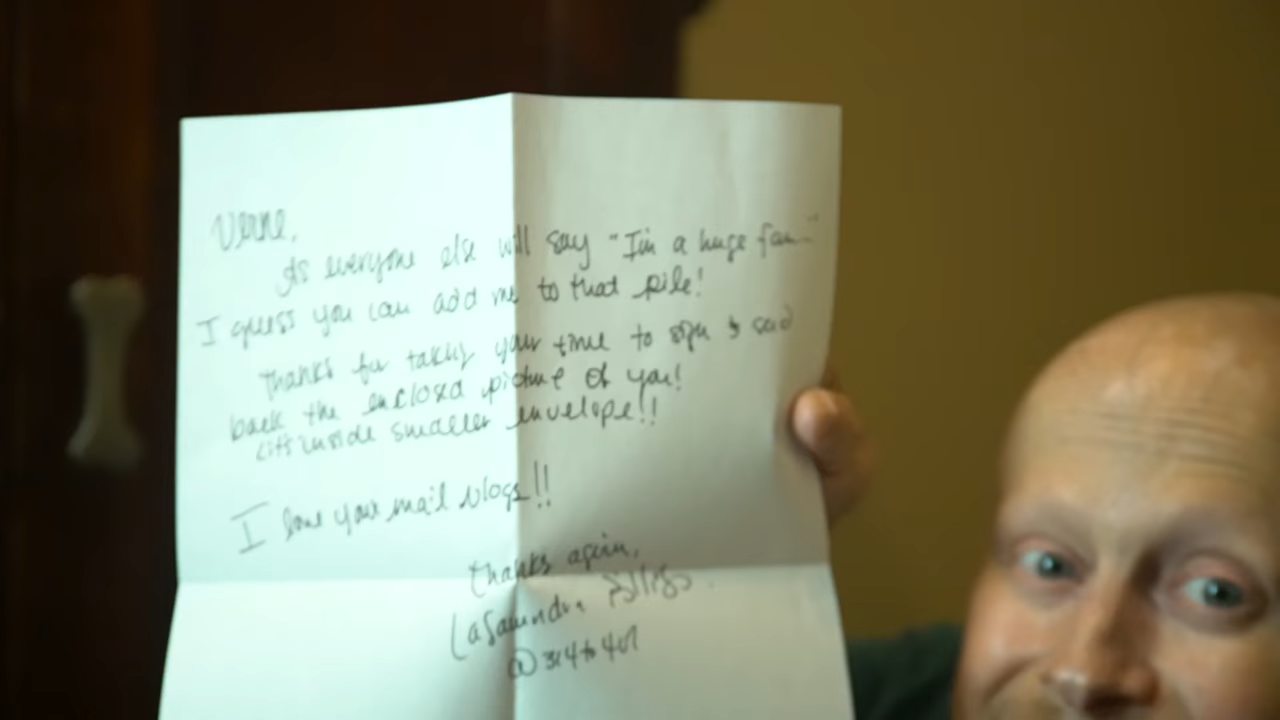 Verne,
As everyone else will say "I'm a huge fan"
I guess you can add me to that pile!
Thanks for taking your time to sign & send
back the enclosed picture of you!
inside smaller envelope!!
I love your mail vlogs!!
Thanks again,
@314to407